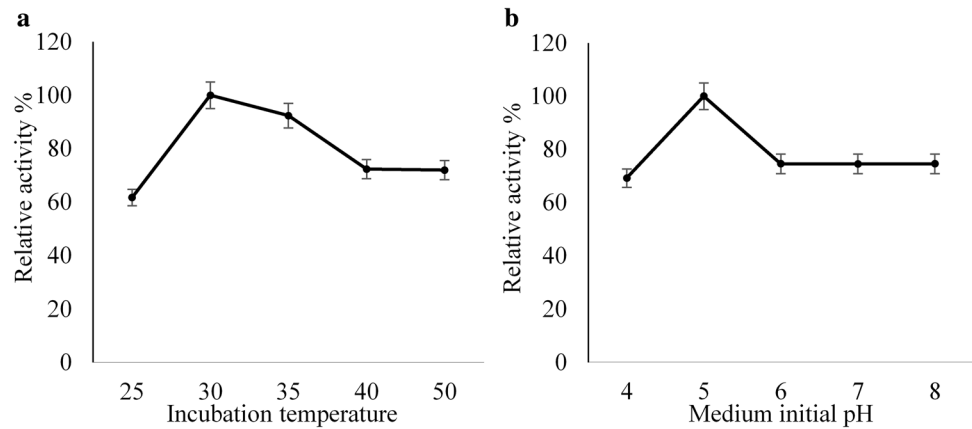 a
120
100
80
60
40
20
0
Relative activity %
25 30 35 40 50
Incubation temperature
b
120
100
80
60
40
20
0
Relative activity %
4 5 6 7 8
Medium initial pH